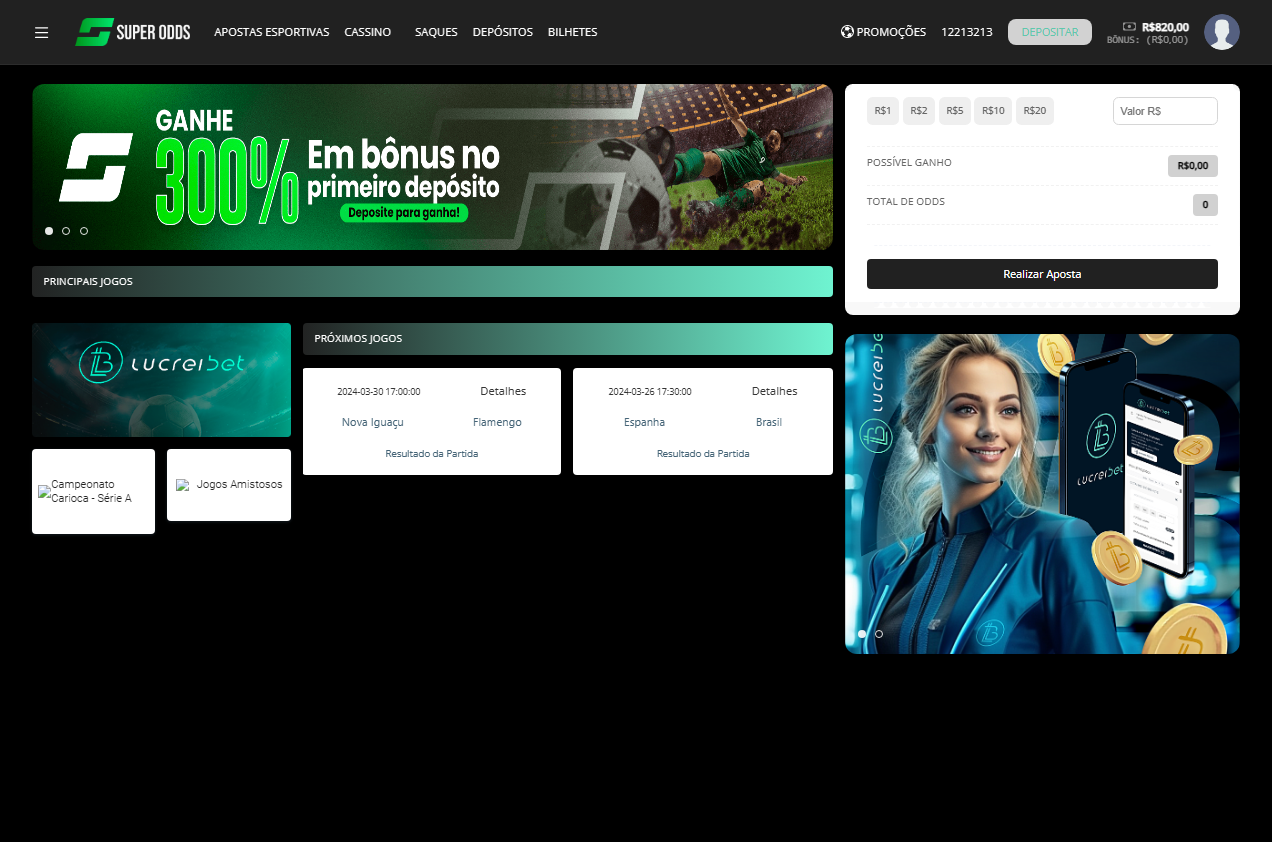 SUPER ODDS
APOSTAS ESPORTIVAS CASSINO SAQUES DEPÓSITOS BILHETES
PROMOÇÕES 12213213 DEPOSITAR
R$820,00
BÔNUS: (R$0,00)
GANHE
300%
Em bônus no
primeiro depósito
Deposite para ganha!
R$1 R$2 R$5 R$10 R$20 Valor R$
POSSÍVEL GANHO R$0,00
TOTAL DE ODDS 0
Realizar Aposta
PRINCIPAIS JOGOS
lucreibet
PRÓXIMOS JOGOS
2024-03-30 17:00:00 Detalhes
Nova Iguaçu Flamengo
Resultado da Partida
2024-03-26 17:30:00 Detalhes
Espanha Brasil
Resultado da Partida
Campeonato
Carioca - Série A
Jogos Amistosos
lucreibet
lucreibet
lucreibet